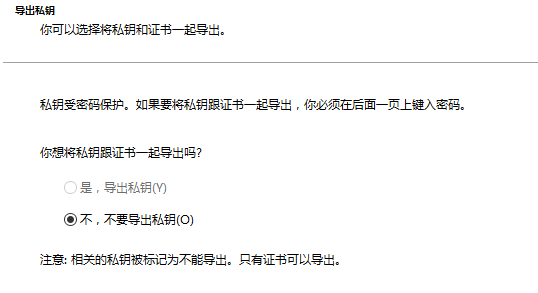 导出私钥
你可以选择将私钥和证书一起导出。
私钥受密码保护。如果要将私钥跟证书一起导出，你必须在后面一页上键入密码。
你想将私钥跟证书一起导出吗?
是，导出私钥(Y)
不，不要导出私钥(O)
注意: 相关的私钥被标记为不能导出。只有证书可以导出。